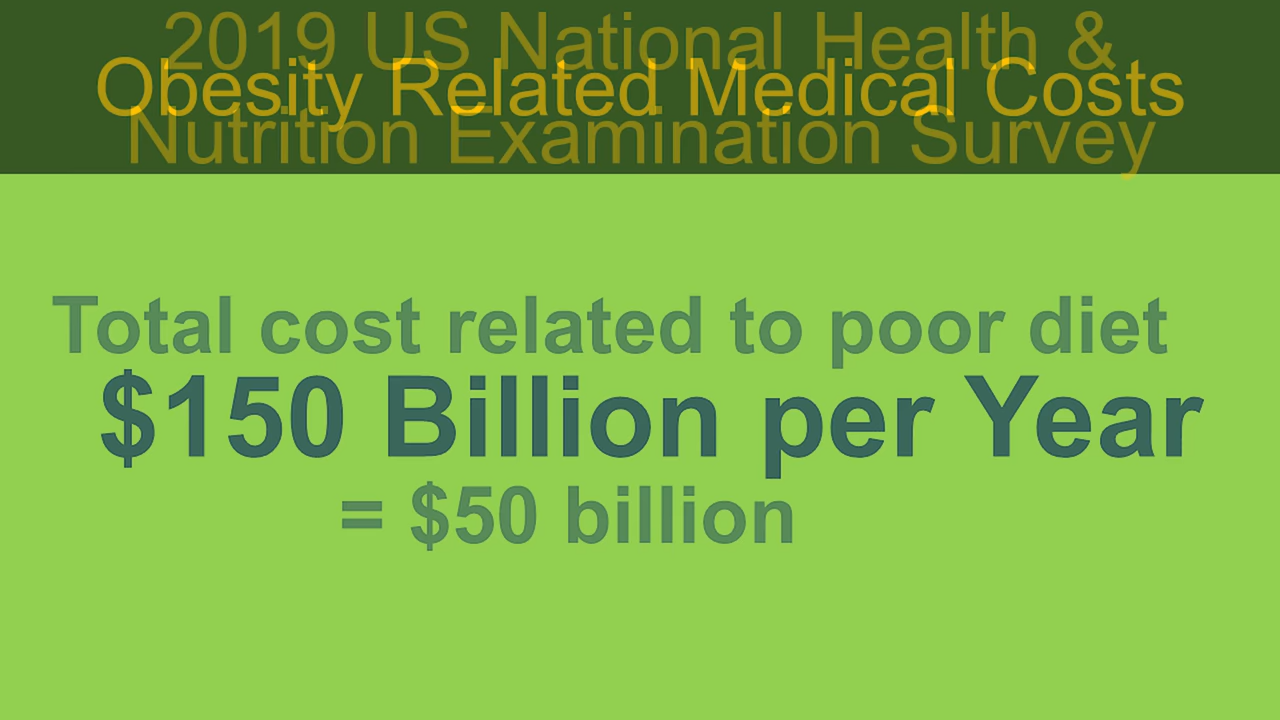 2019 US National Health &
Obesity Related Medical Costs
Nutrition Examination Survey
Total cost related to poor diet
$150 Billion per Year
= $50 billion